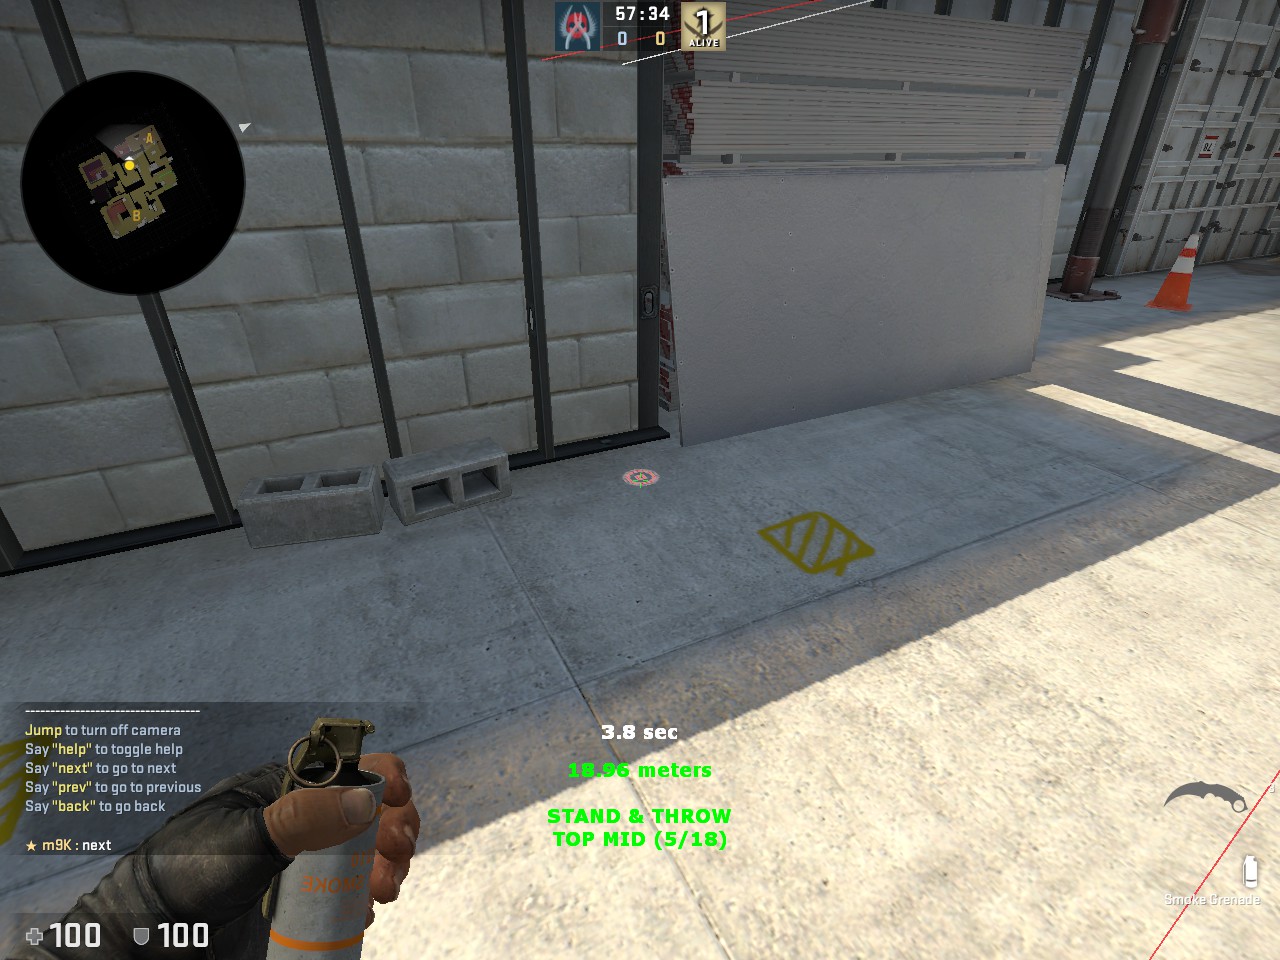 57:34
0 0
1
ALIVE
A
B
Jump to turn off camera
Say "help" to toggle help
Say "next" to go to next
Say "prev" to go to previous
Say "back" to go back
★ m9K : next
3.8 sec
18.96 meters
STAND & THROW
TOP MID (5/18)
SMOKE
Smoke Grenade
100 100